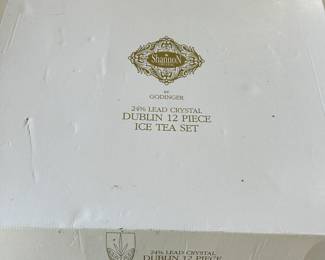 Shannon
BY
GODINGER
24% LEAD CRYSTAL
DUBLIN 12 PIECE
ICE TEA SET
24% LEAD CRYSTAL
DUBLIN 12 PIECE